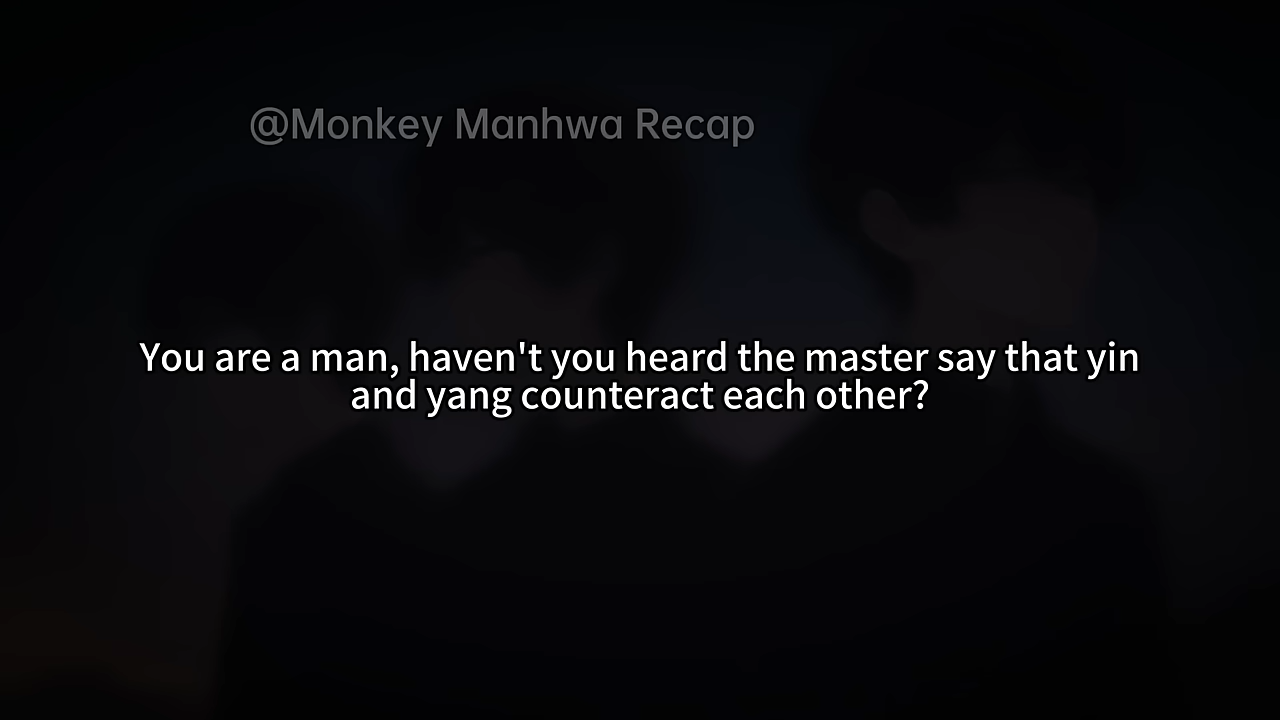 @Monkey Manhwa Recap
You are a man, haven't you heard the master say that yin
and yang counteract each other?